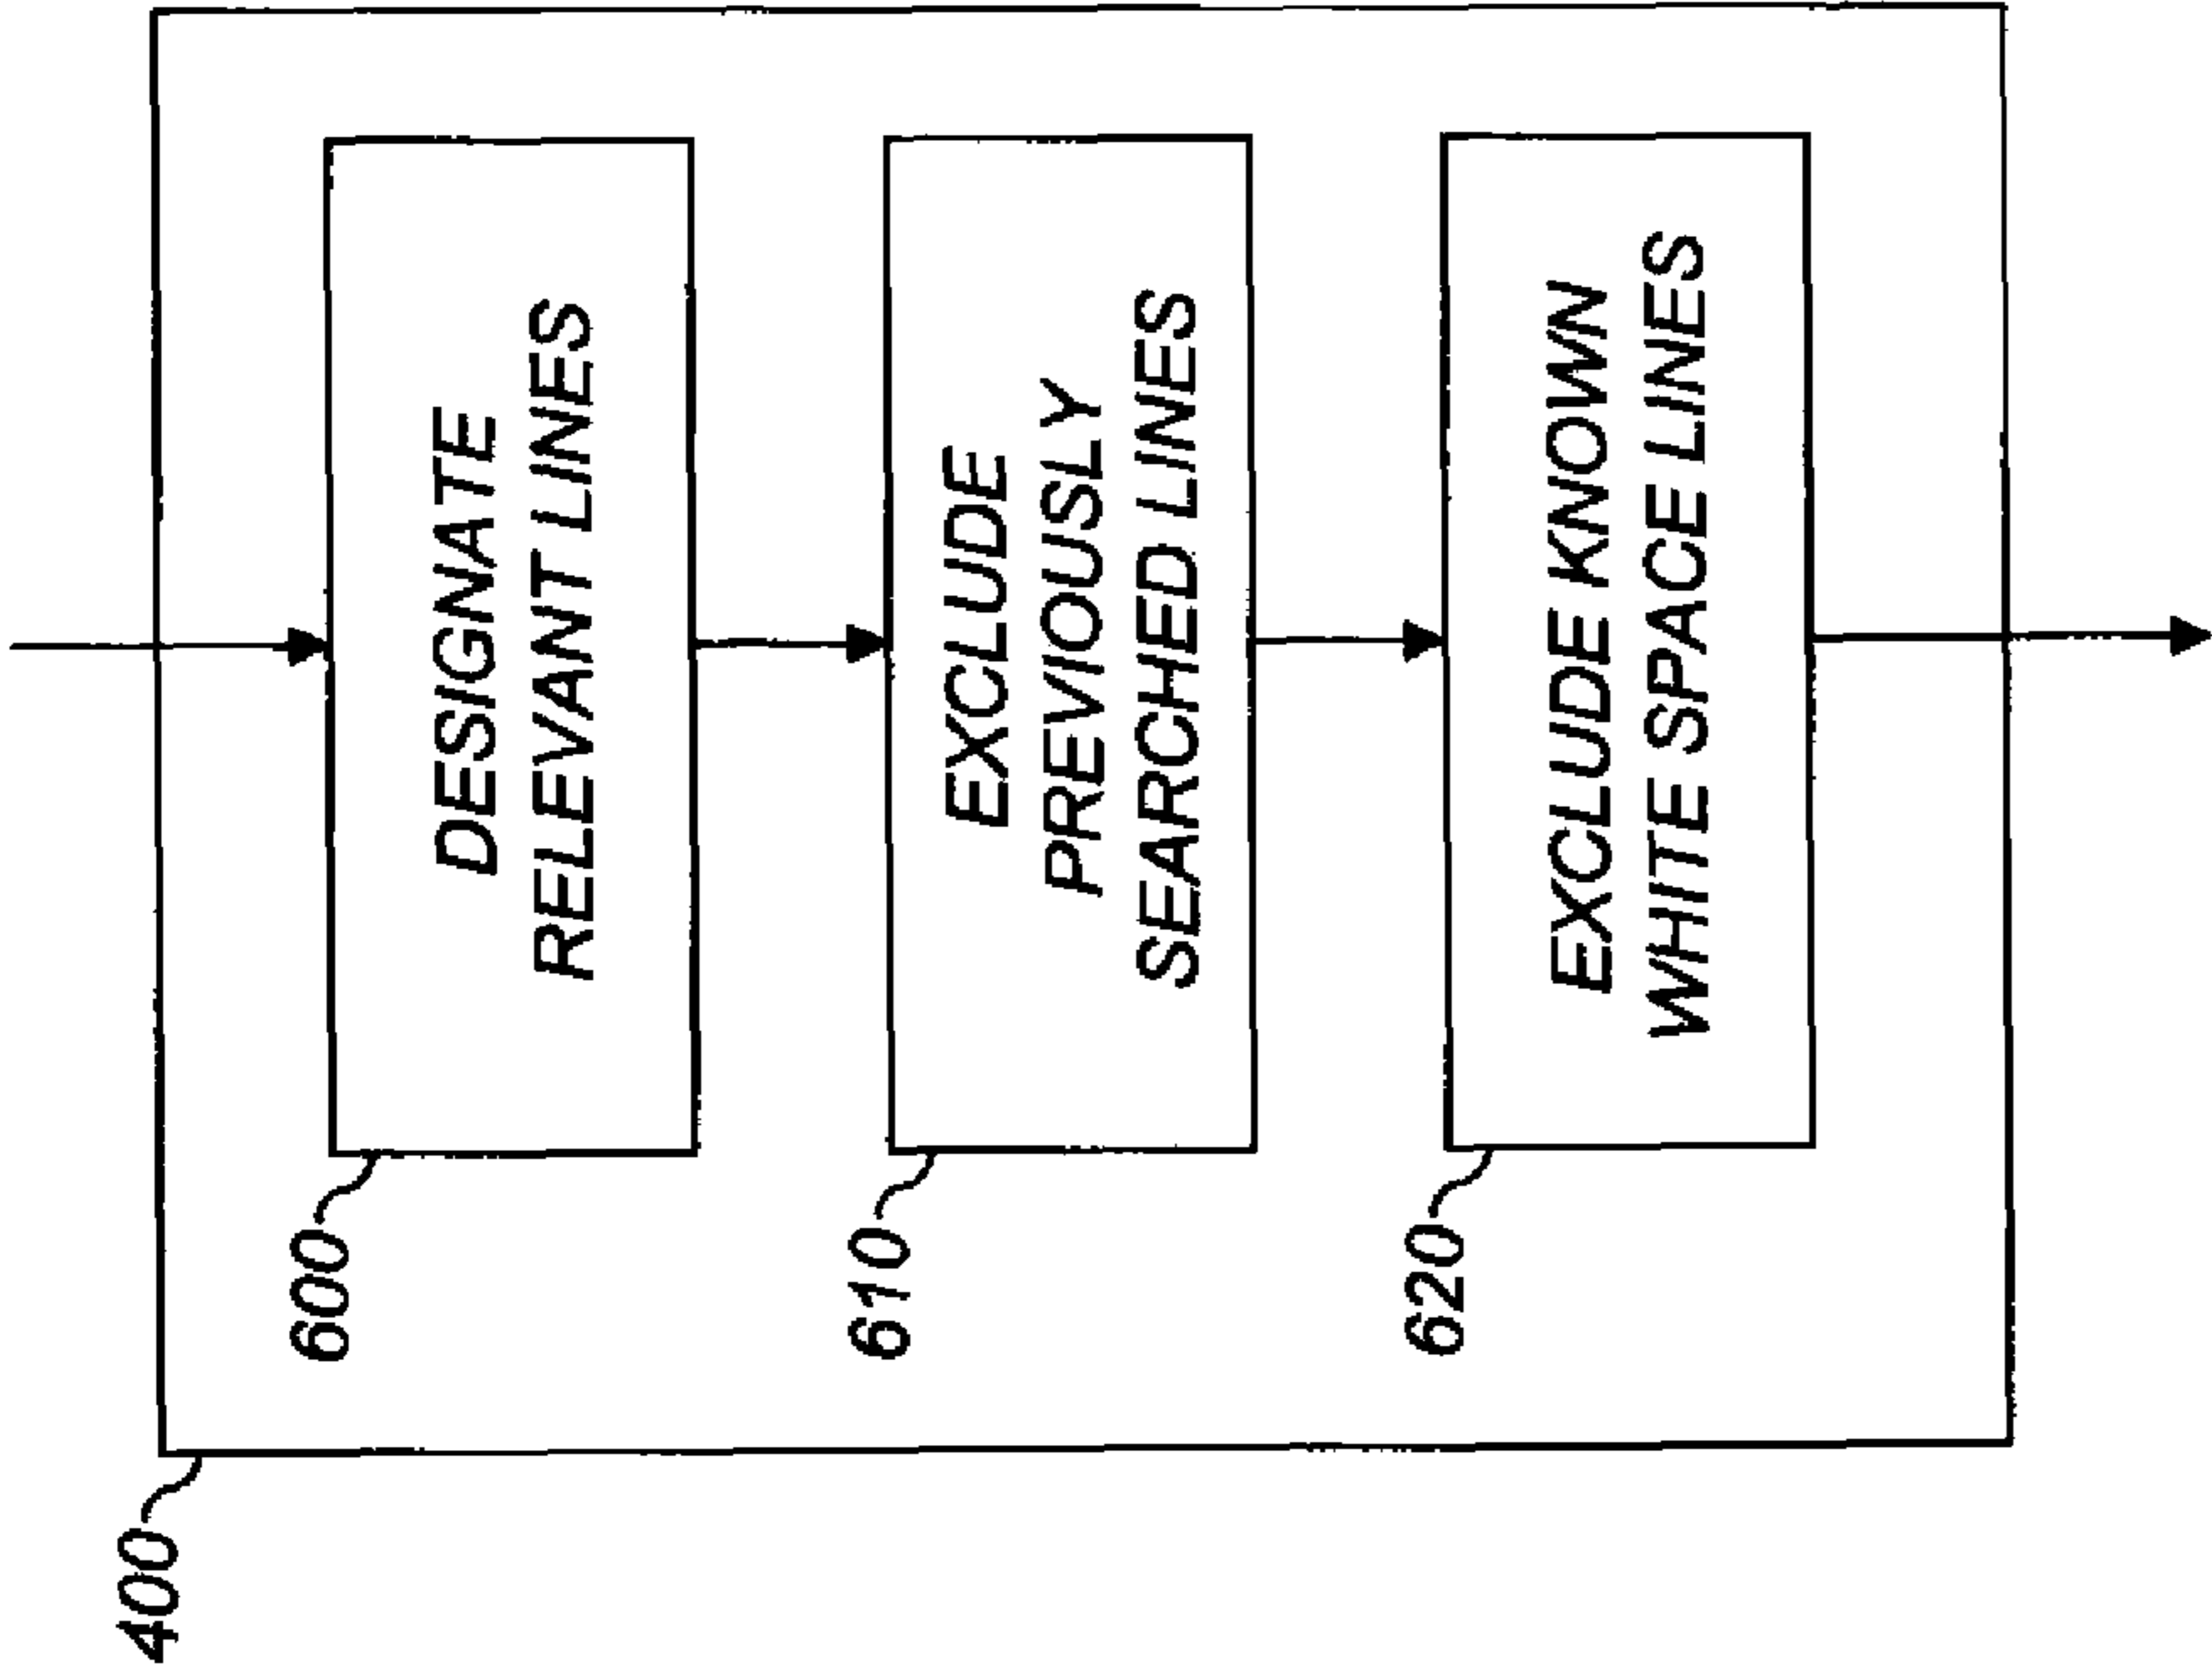 400
600
DESIGNATE
RELEVANT LINES
610
EXCLUDE
PREVIOUSLY
SEARCHED LINES
620
EXCLUDE KNOWN
WHITE SPACE LINES